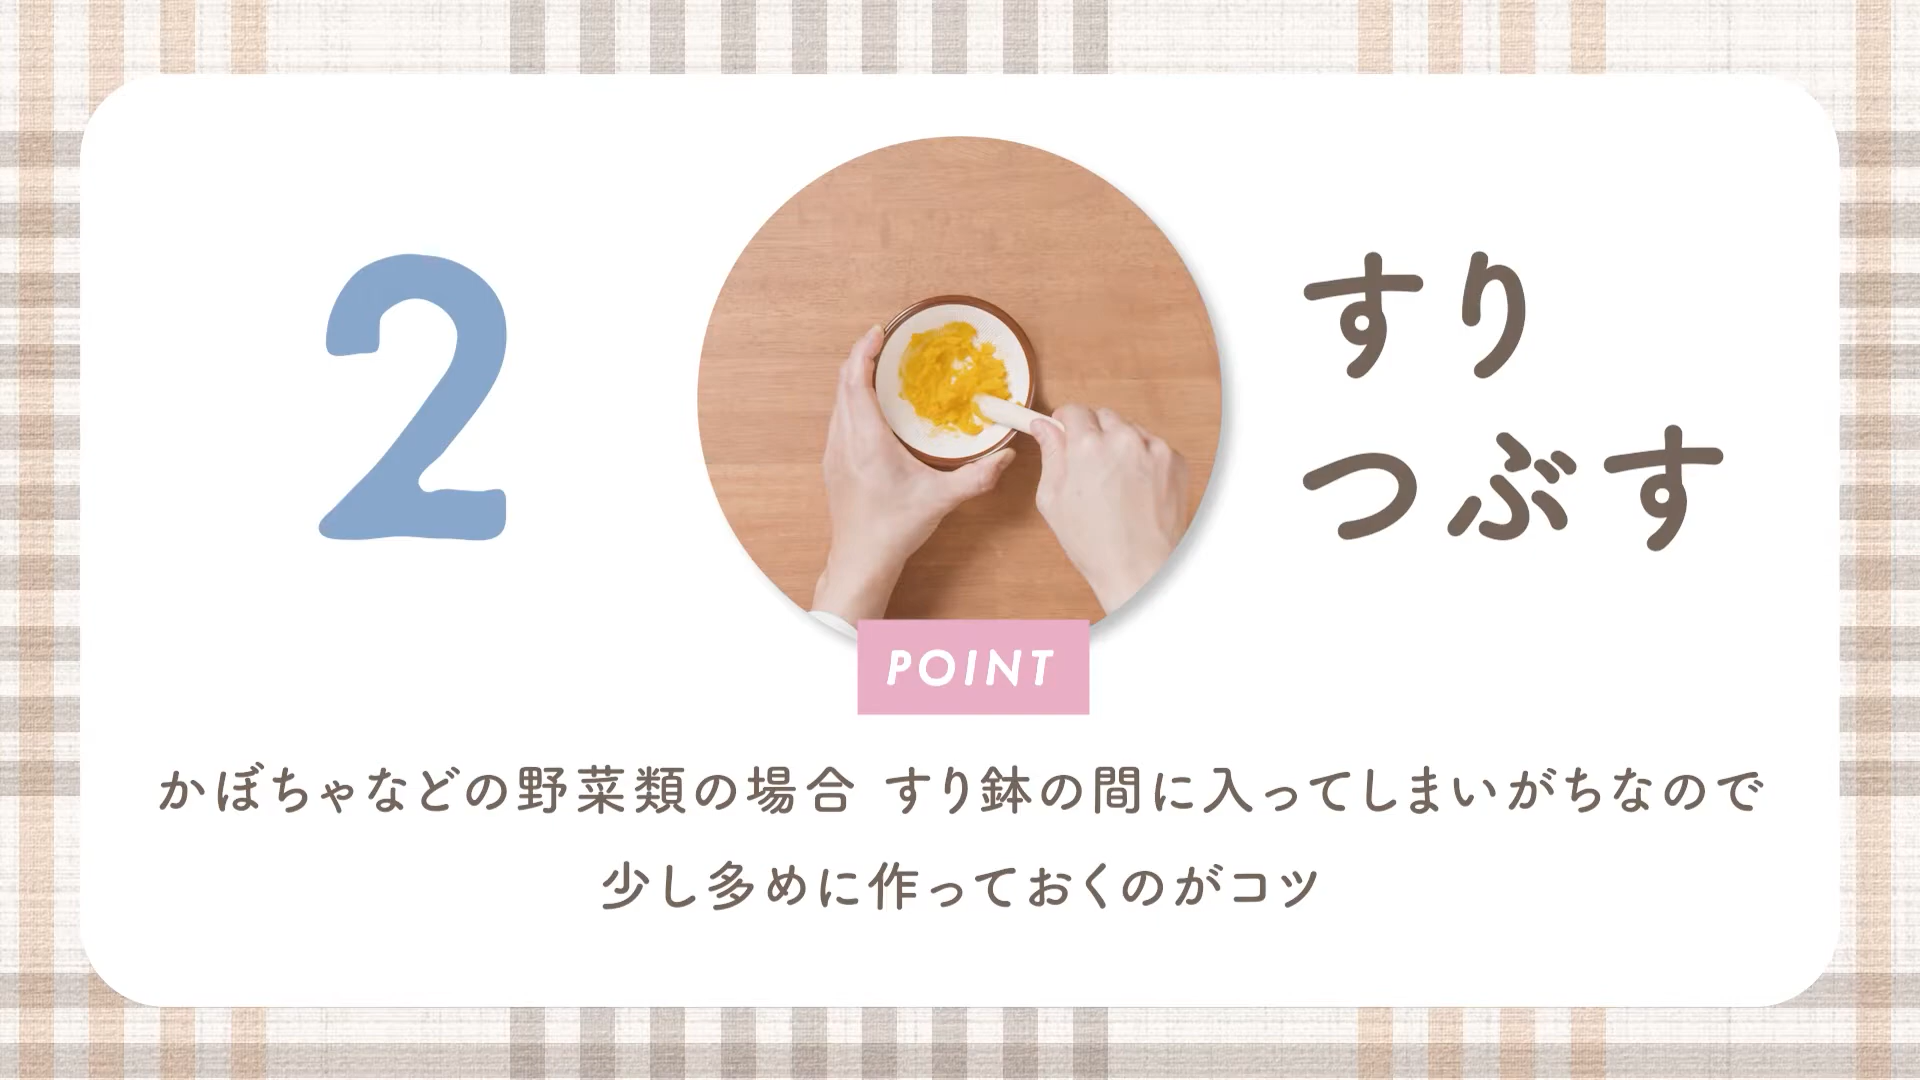 2
すり
つぶす
POINT
かぼちゃなどの野菜類の場合 すり鉢の間に入ってしまいがちなので
少し多めに作っておくのがコツ